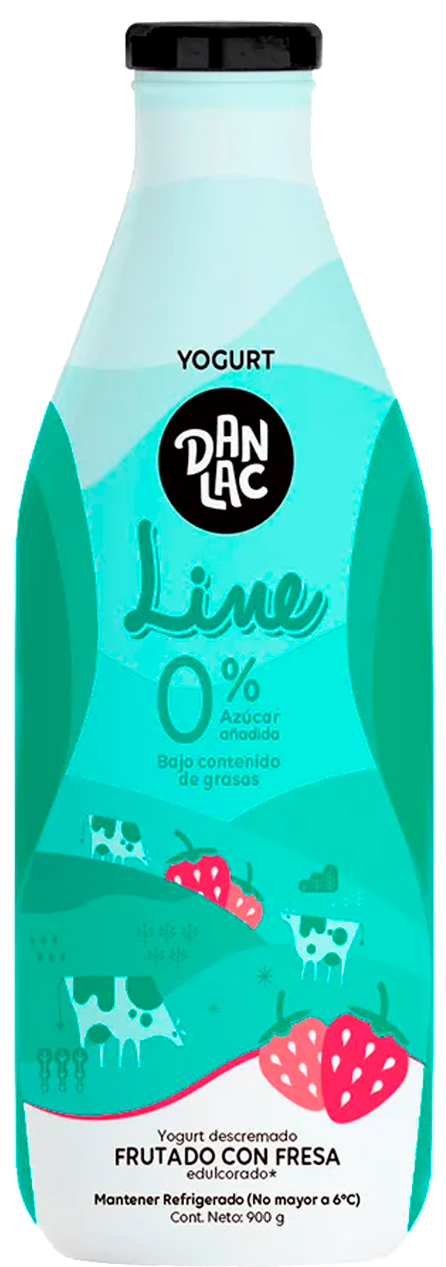 YOGURT
DAN
LAC
Line
0%
Azúcar
añadida
Bajo contenido
de grasas
Yogurt descremado
FRUTADO CON FRESA
edulcorado*
Mantener Refrigerado (No mayor a 6ºC)
Cont. Neto: 900 g